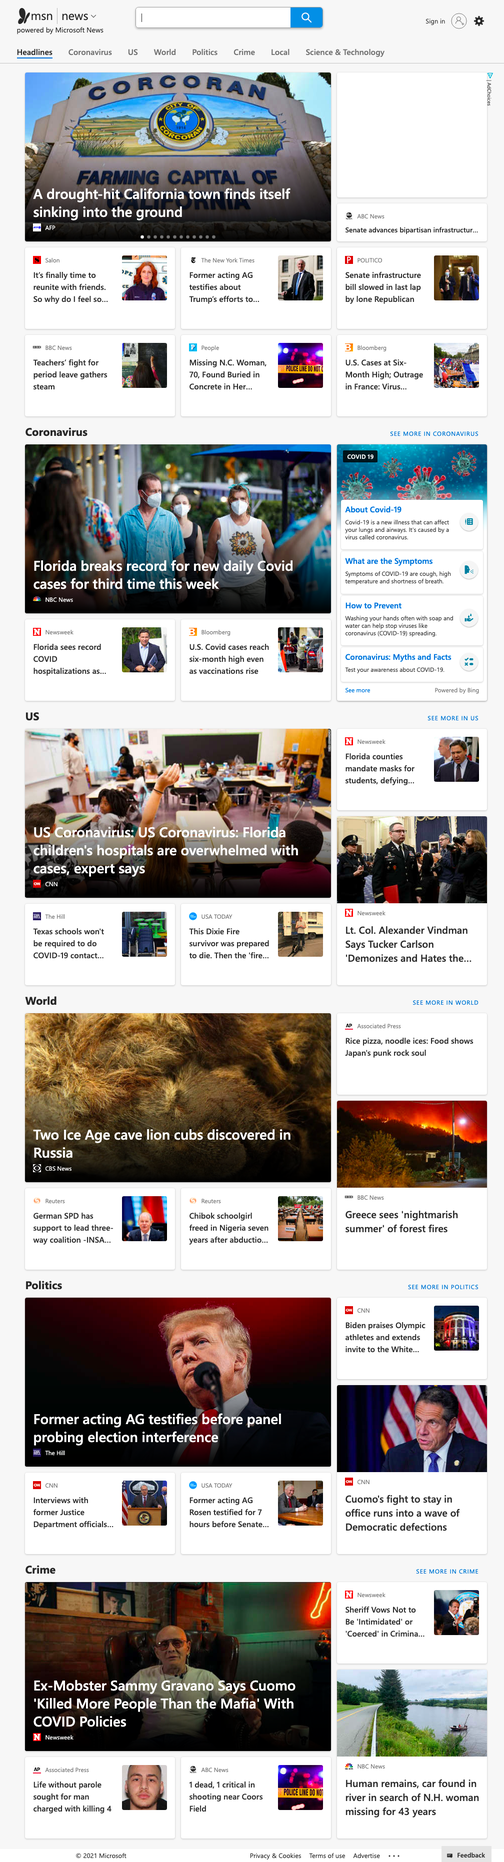 msn | news
powered by Microsoft News
Sign in
Headlines Coronavirus US World Politics Crime Local Science & Technology
CORCORAN
CITY OF CORCORAN
FARMING CAPITAL OF
A drought-hit California town finds itself
sinking into the ground
AFP
AdChoices
ABC News
Senate advances bipartisan infrastructur...
Salon
It's finally time to
reunite with friends.
So why do I feel so...
The New York Times
Former acting AG
testifies about
Trump's efforts to...
POLITICO
Senate infrastructure
bill slowed in last lap
by lone Republican
BBC News
Teachers' fight for
period leave gathers
steam
People
Missing N.C. Woman,
70, Found Buried in
Concrete in Her...
POLICE LINE DO NOT
Bloomberg
U.S. Cases at Six-
Month High; Outrage
in France: Virus...
Coronavirus
SEE MORE IN CORONAVIRUS
Florida breaks record for new daily Covid
cases for third time this week
NBC News
COVID 19
About Covid-19
Covid-19 is a new illness that can affect
your lungs and airways. It's caused by a
virus called coronavirus.
What are the Symptoms
Symptoms of COVID-19 are cough, high
temperature and shortness of breath.
How to Prevent
Washing your hands often with soap and
water can help stop viruses like
coronavirus (COVID-19) spreading.
Coronavirus: Myths and Facts
Test your awareness about COVID-19.
See more
Powered by Bing
Newsweek
Florida sees record
COVID
hospitalizations as...
Bloomberg
U.S. Covid cases reach
six-month high even
as vaccinations rise
US
SEE MORE IN US
US Coronavirus: US Coronavirus: Florida
children's hospitals are overwhelmed with
cases, expert says
CNN
Newsweek
Florida counties
mandate masks for
students, defying...
Newsweek
Lt. Col. Alexander Vindman
Says Tucker Carlson
'Demonizes and Hates the...
The Hill
Texas schools won't
be required to do
COVID-19 contact...
USA TODAY
This Dixie Fire
survivor was prepared
to die. Then the 'fire...
World
SEE MORE IN WORLD
Two Ice Age cave lion cubs discovered in
Russia
CBS News
Associated Press
Rice pizza, noodle ices: Food shows
Japan's punk rock soul
BBC News
Greece sees 'nightmarish
summer' of forest fires
Reuters
German SPD has
support to lead three-
way coalition -INSA...
Reuters
Chibok schoolgirl
freed in Nigeria seven
years after abductio...
Politics
SEE MORE IN POLITICS
Former acting AG testifies before panel
probing election interference
The Hill
CNN
Biden praises Olympic
athletes and extends
invite to the White...
CNN
Cuomo's fight to stay in
office runs into a wave of
Democratic defections
CNN
Interviews with
former Justice
Department officials...
USA TODAY
Former acting AG
Rosen testified for 7
hours before Senate...
Crime
SEE MORE IN CRIME
Ex-Mobster Sammy Gravano Says Cuomo
'Killed More People Than the Mafia' With
COVID Policies
Newsweek
Newsweek
Sheriff Vows Not to
Be 'Intimidated' or
'Coerced' in Crimina...
NBC News
Human remains, car found in
river in search of N.H. woman
missing for 43 years
Associated Press
Life without parole
sought for man
charged with killing 4
ABC News
1 dead, 1 critical in
shooting near Coors
Field
POLICE LINE DO NO
© 2021 Microsoft
Privacy & Cookies Terms of use Advertise ...
Feedback